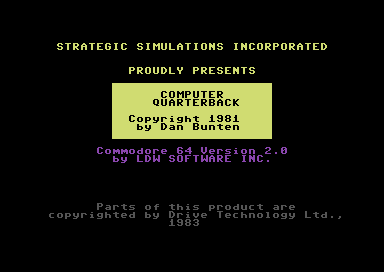 STRATEGIC SIMULATIONS INCORPORATED
PROUDLY PRESENTS
COMPUTER
QUARTERBACK
Copyright 1981
by Dan Bunten
Commodore 64 Version 2.0
by LDW SOFTWARE INC.
Parts of this product are
copyrighted by Drive Technology Ltd.,
1983